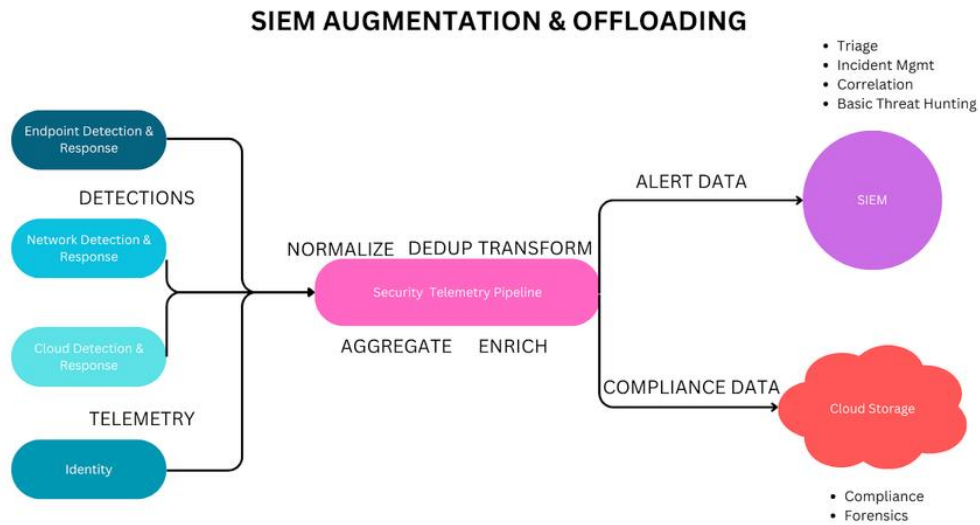 SIEM AUGMENTATION & OFFLOADING
• Triage
• Incident Mgmt
• Correlation
• Basic Threat Hunting
Endpoint Detection &
Response
DETECTIONS
Network Detection &
Response
Cloud Detection &
Response
TELEMETRY
Identity
NORMALIZE DEDUP TRANSFORM
Security Telemetry Pipeline
AGGREGATE ENRICH
ALERT DATA
SIEM
COMPLIANCE DATA
Cloud Storage
• Compliance
• Forensics